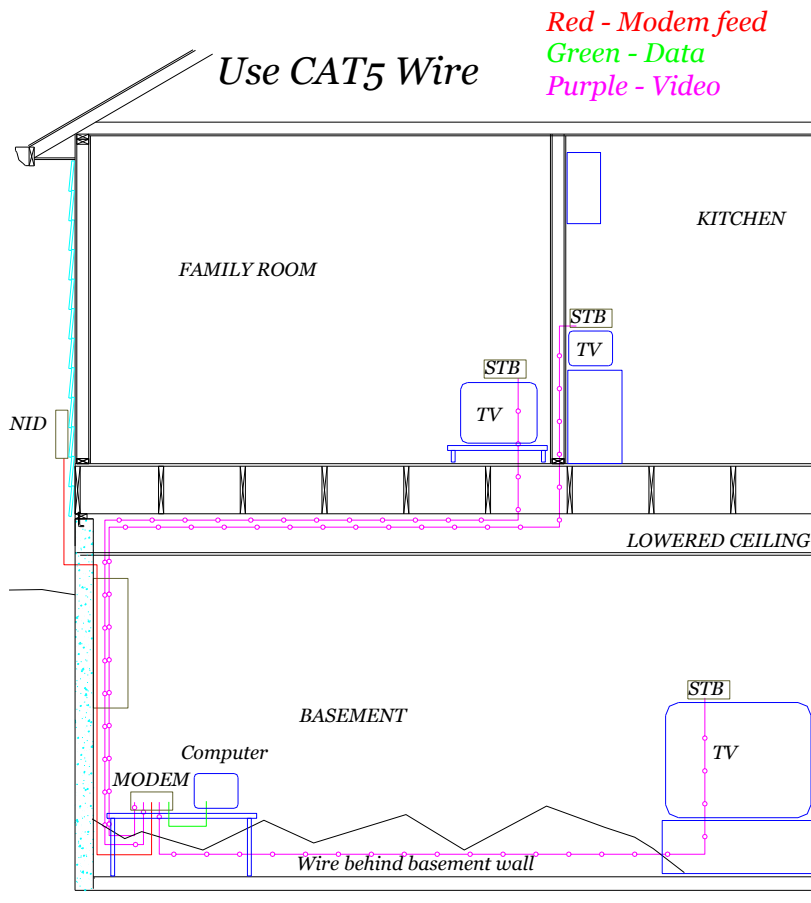 Red - Modem feed
Use CAT5 Wire
Green - Data
Purple - Video
KITCHEN
FAMILY ROOM
STB
TV
STB
TV
NID
LOWERED CEILING
STB
BASEMENT
Computer
TV
MODEM
Wire behind basement wall